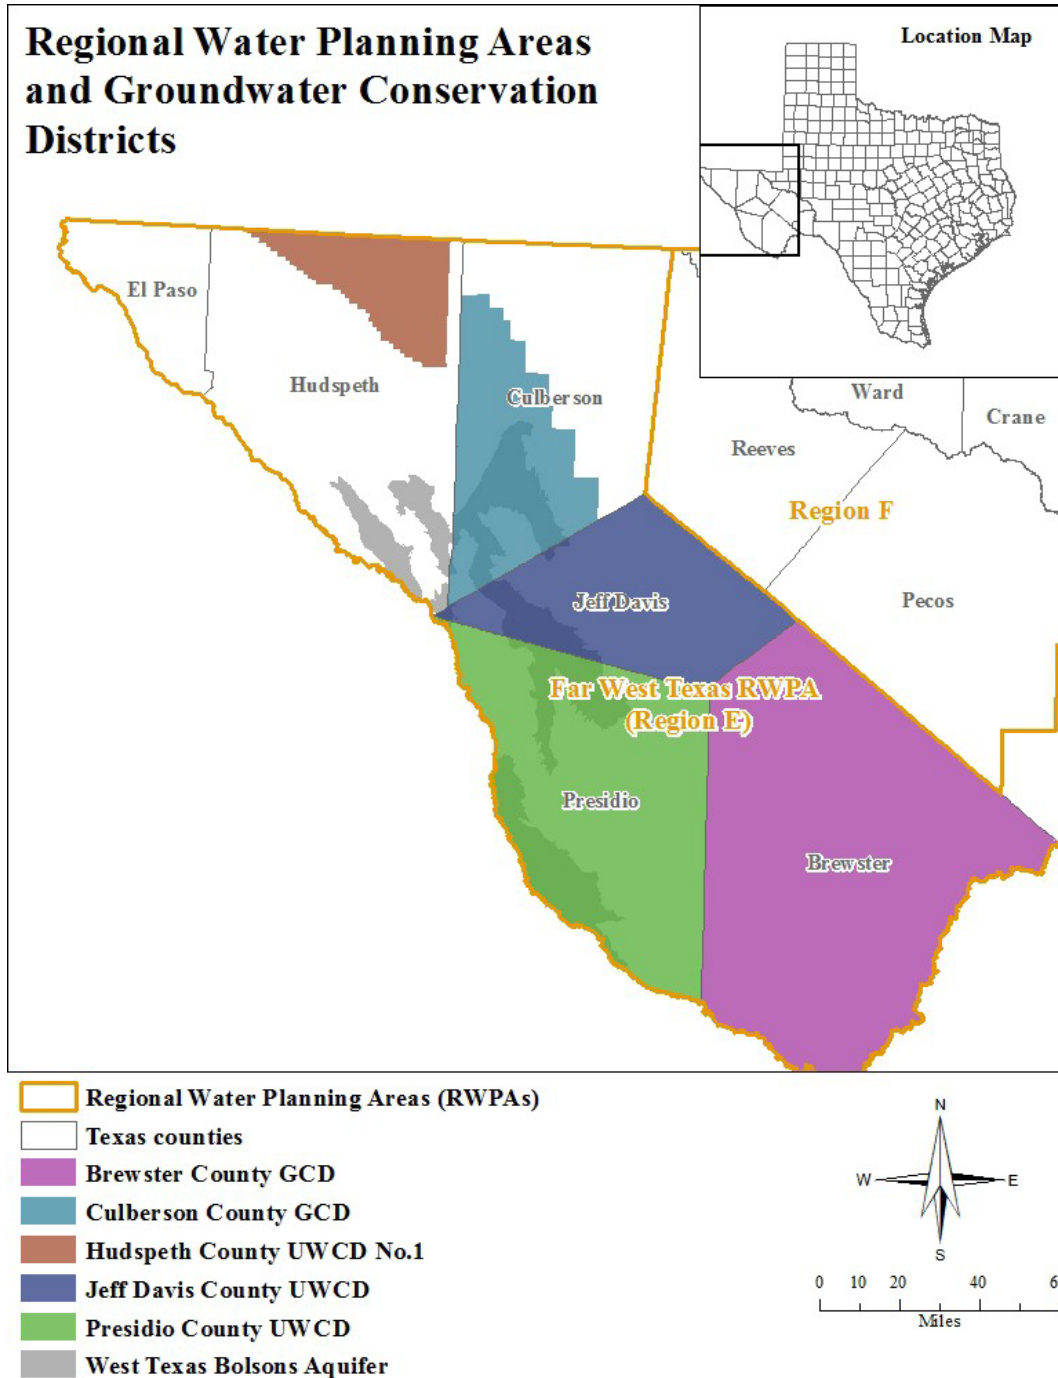 Regional Water Planning Areas
and Groundwater Conservation
Districts
Location Map
El Paso
Hudspeth
Culberson
Ward
Crane
Reeves
Region F
Jeff Davis
Pecos
Far West Texas RWPA
(Region E)
Presidio
Brewster
Regional Water Planning Areas (RWPAs)
Texas counties
Brewster County GCD
Culberson County GCD
Hudspeth County UWCD No.1
Jeff Davis County UWCD
Presidio County UWCD
West Texas Bolsons Aquifer
N
W E
S
0 10 20 40
Miles